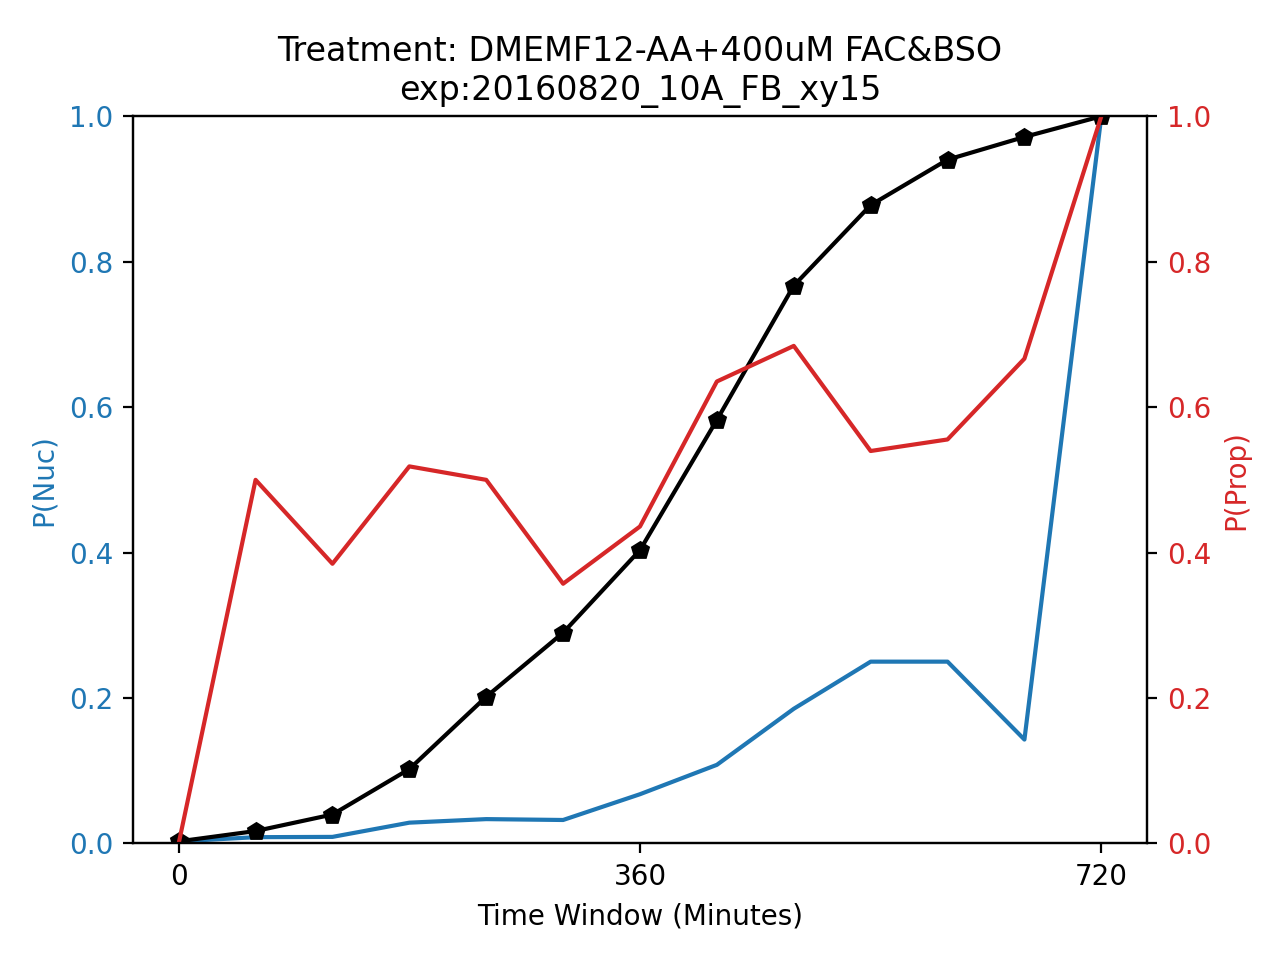 Treatment: DMEMF12-AA+400uM FAC&BSO
exp:20160820_10A_FB_xy15
1.0
0.8
0.6
0.4
0.2
0.0
P(Nuc)
1.0
0.8
0.6
0.4
0.2
0.0
P(Prop)
0 360 720
Time Window (Minutes)